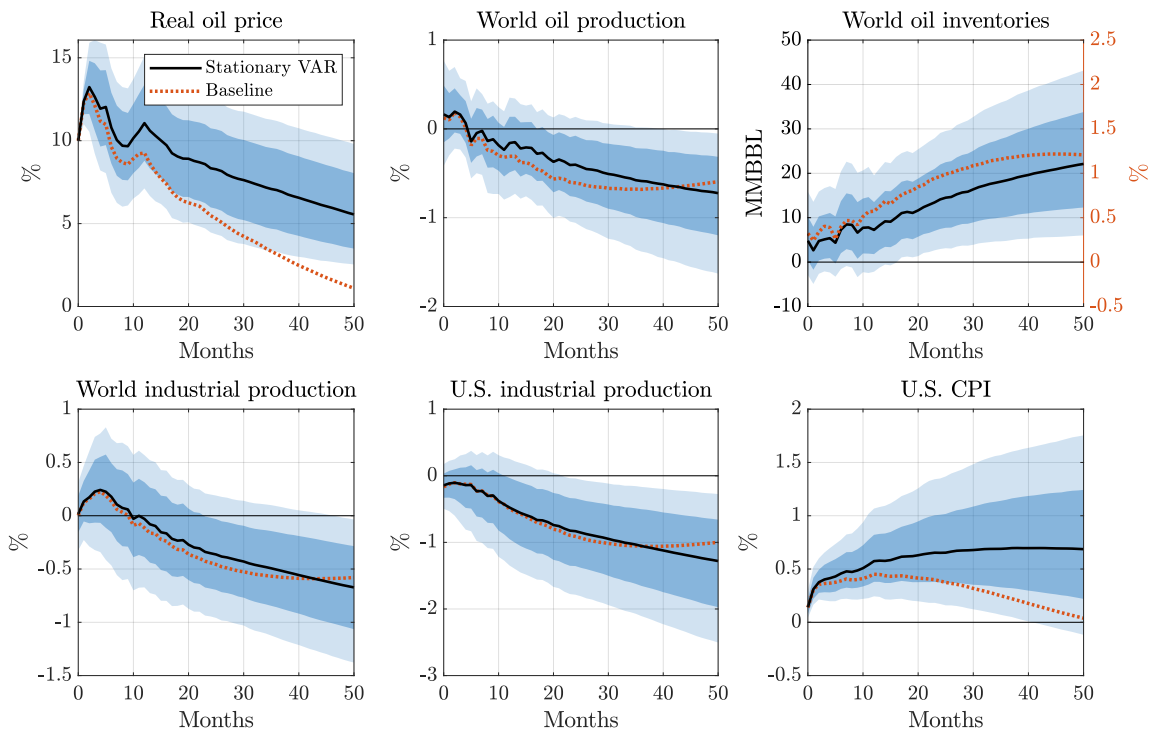 Real oil price
Stationary VAR
Baseline
15
10
5
0
%
0 10 20 30 40 50
Months
World oil production
1
0
-1
-2
%
0 10 20 30 40 50
Months
World oil inventories
50
40
30
20
10
0
-10
MMBBL
2.5
2
1.5
1
0.5
0
-0.5
%
0 10 20 30 40 50
Months
World industrial production
1
0.5
0
-0.5
-1
-1.5
%
0 10 20 30 40 50
Months
U.S. industrial production
1
0
-1
-2
-3
%
0 10 20 30 40 50
Months
U.S. CPI
2
1.5
1
0.5
0
-0.5
%
0 10 20 30 40 50
Months